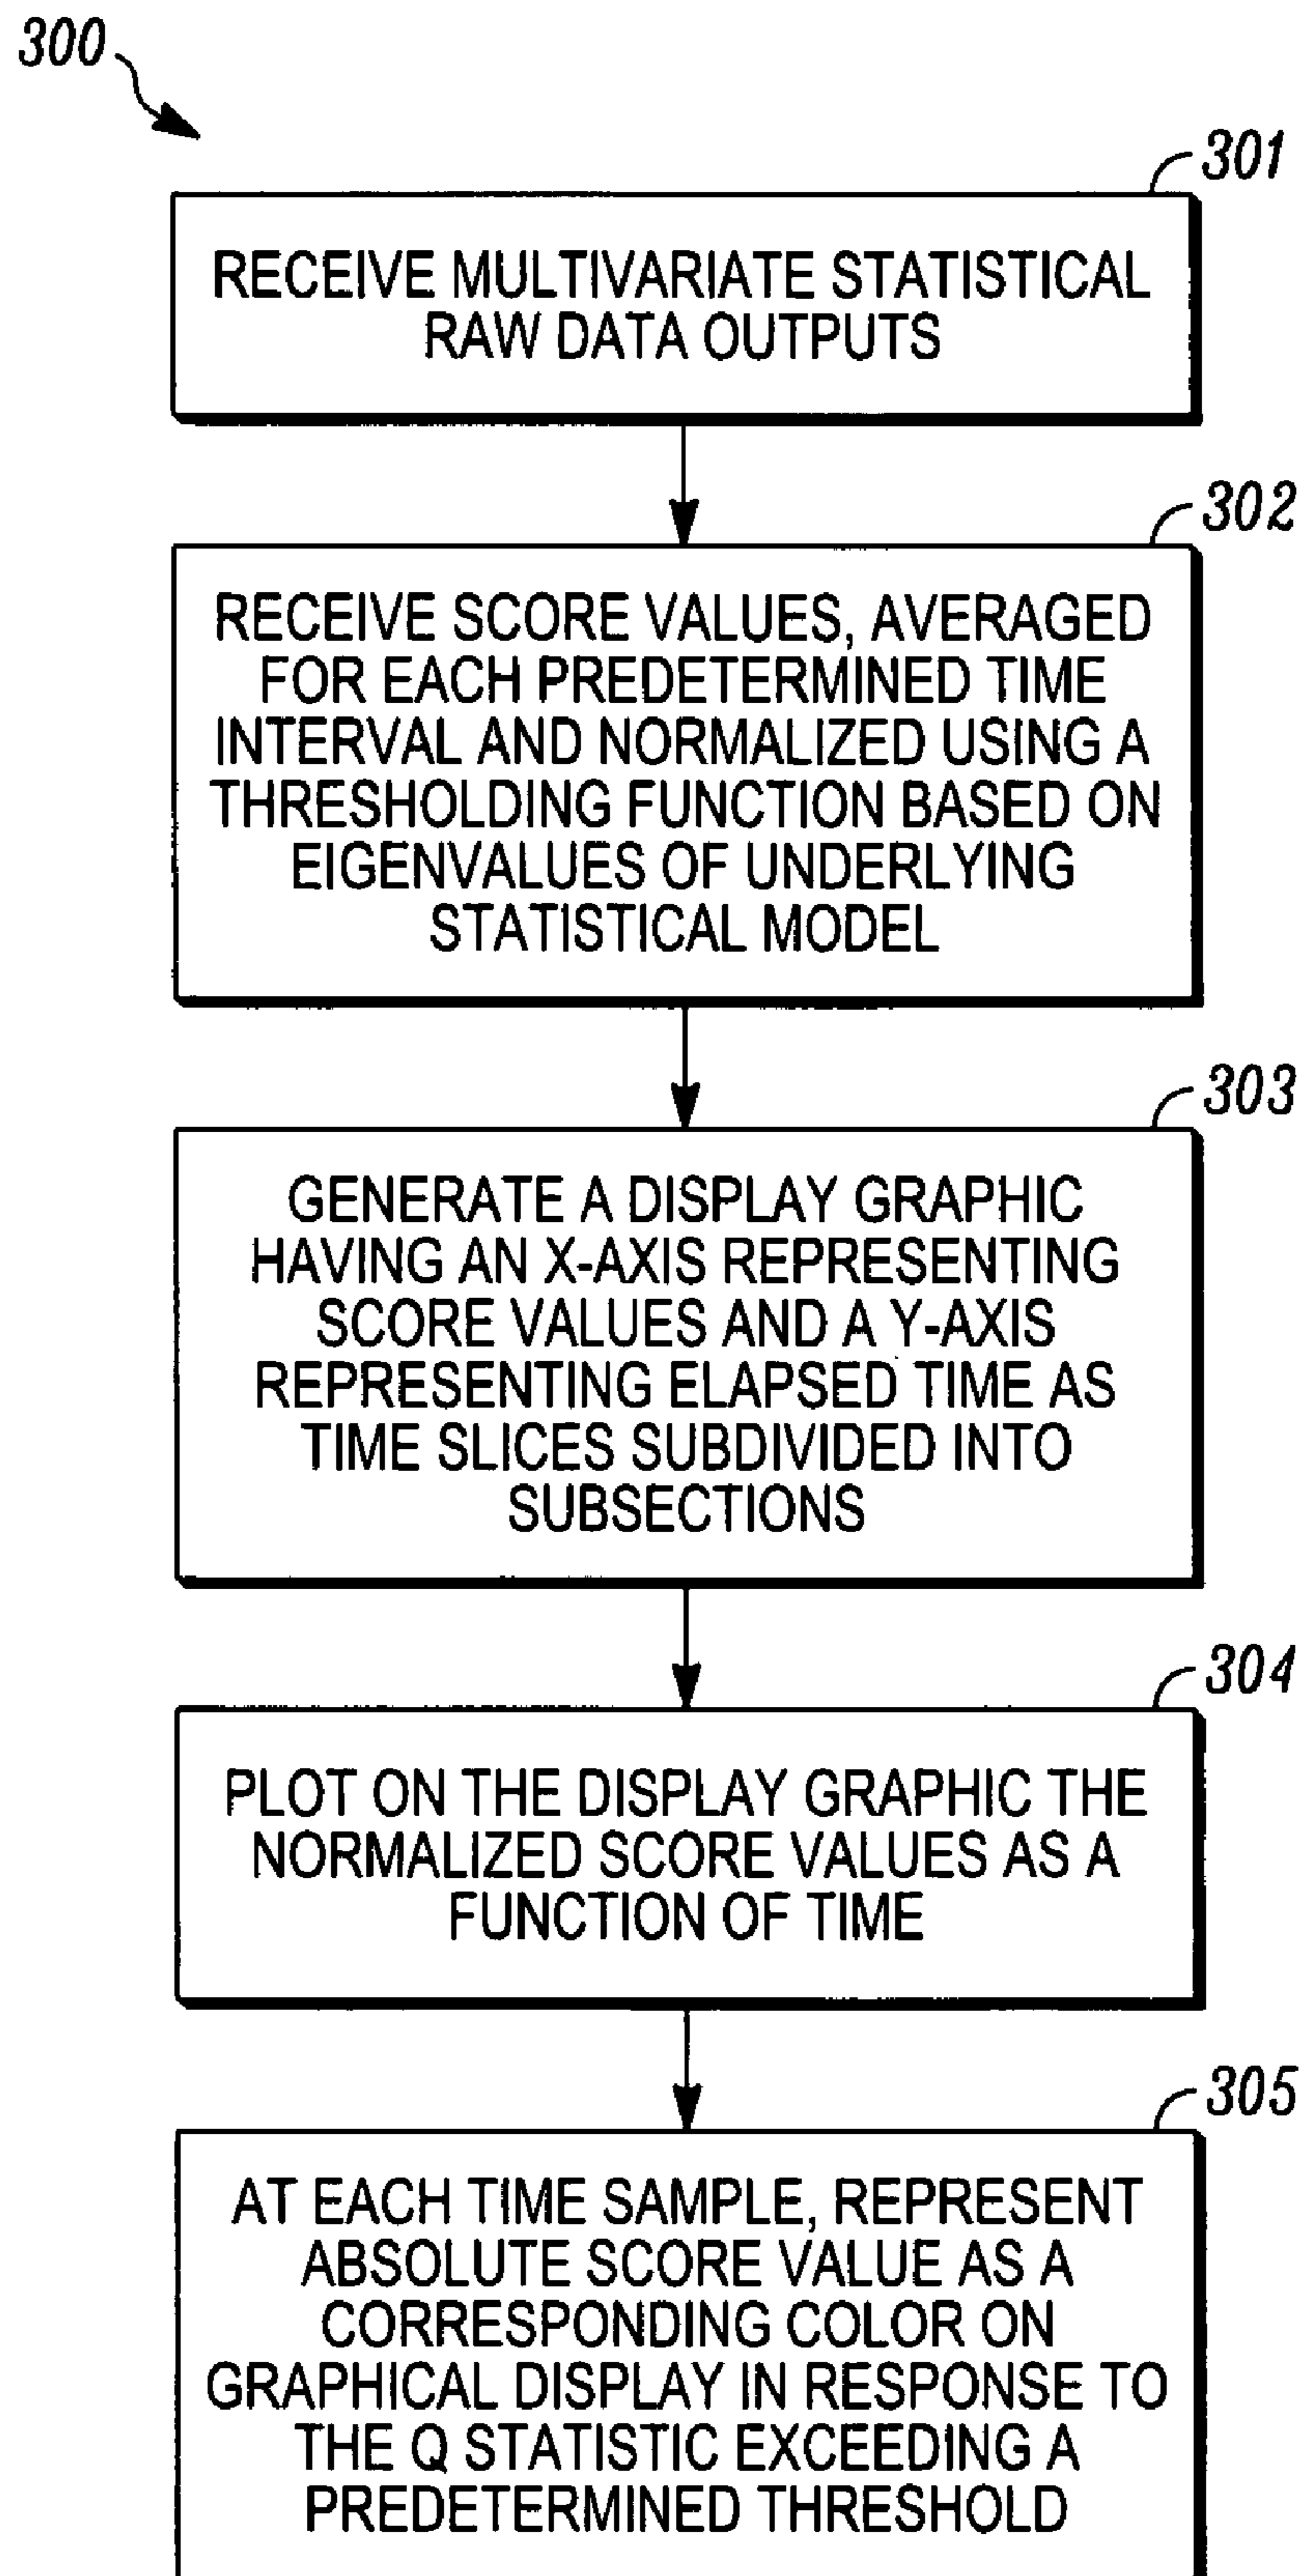 300
301
RECEIVE MULTIVARIATE STATISTICAL
RAW DATA OUTPUTS
302
RECEIVE SCORE VALUES, AVERAGED
FOR EACH PREDETERMINED TIME
INTERVAL AND NORMALIZED USING A
THRESHOLDING FUNCTION BASED ON
EIGENVALUES OF UNDERLYING
STATISTICAL MODEL
303
GENERATE A DISPLAY GRAPHIC
HAVING AN X-AXIS REPRESENTING
SCORE VALUES AND A Y-AXIS
REPRESENTING ELAPSED TIME AS
TIME SLICES SUBDIVIDED INTO
SUBSECTIONS
304
PLOT ON THE DISPLAY GRAPHIC THE
NORMALIZED SCORE VALUES AS A
FUNCTION OF TIME
305
AT EACH TIME SAMPLE, REPRESENT
ABSOLUTE SCORE VALUE AS A
CORRESPONDING COLOR ON
GRAPHICAL DISPLAY IN RESPONSE TO
THE Q STATISTIC EXCEEDING A
PREDETERMINED THRESHOLD